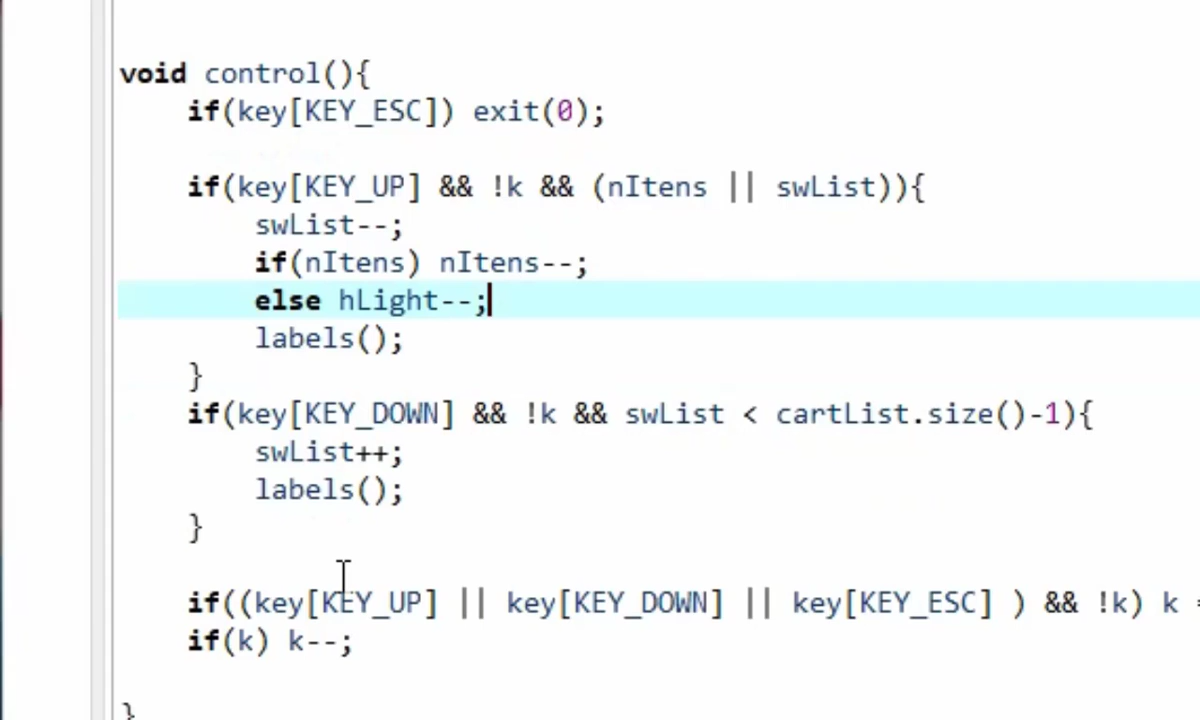 void control(){
    if(key[KEY_ESC]) exit(0);
    if(key[KEY_UP] && !k && (nItens || swList)){
        swList--;
        if(nItens) nItens--;
        else hLight--;
        labels();
    }
    if(key[KEY_DOWN] && !k && swList < cartList.size()-1){
        swList++;
        labels();
    }
    if((key[KEY_UP] || key[KEY_DOWN] || key[KEY_ESC] ) && !k) k
    if(k) k--;
}